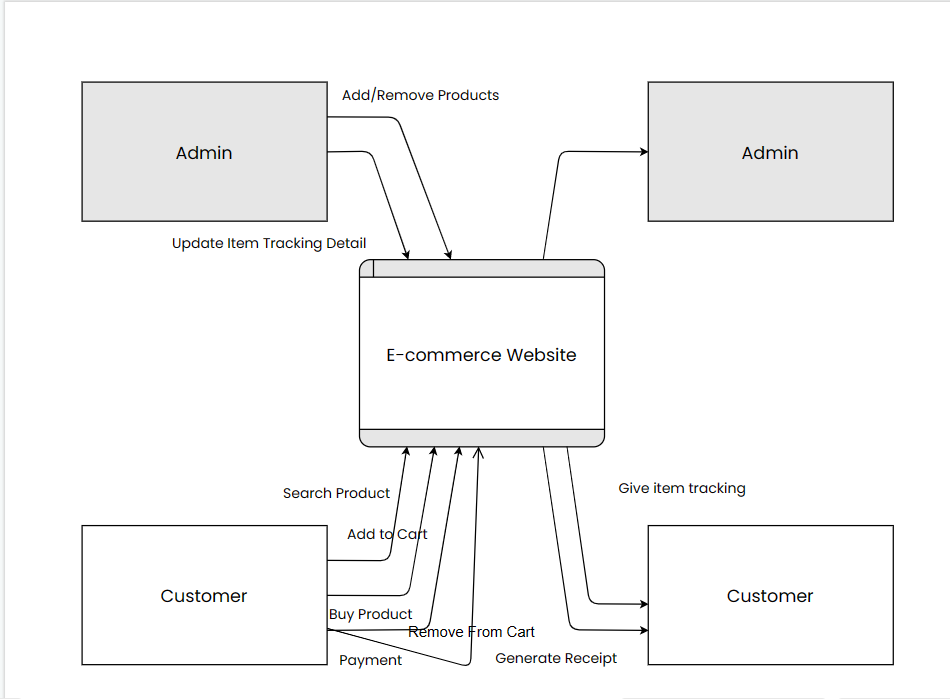 Add/Remove Products
Admin
Admin
Update Item Tracking Detail
E-commerce Website
Search Product
Give item tracking
Add to Cart
Customer
Customer
Buy Product
Remove From Cart
Payment
Generate Receipt